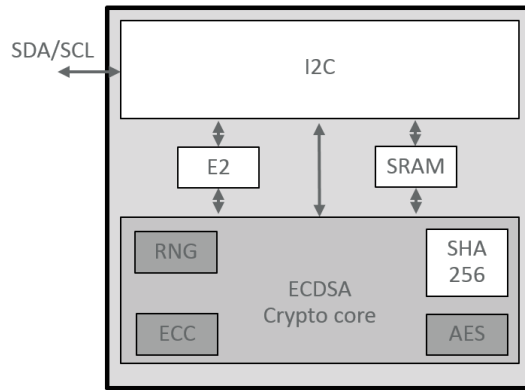 SDA/SCL
I2C
E2
SRAM
RNG
SHA
256
ECDSA
Crypto core
ECC
AES